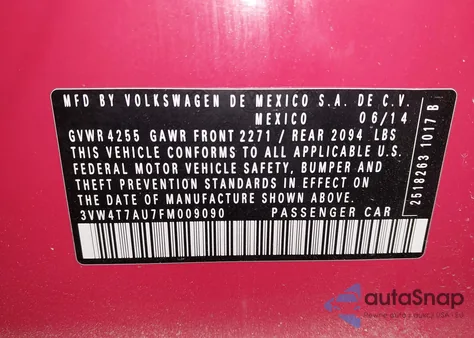 MFD BY VOLKSWAGEN DE MEXICO S.A. DE C.V.
MEXICO 06/14
GVWR 4255 GAWR FRONT 2271 / REAR 2094 LBS
THIS VEHICLE CONFORMS TO ALL APPLICABLE U.S.
FEDERAL MOTOR VEHICLE SAFETY, BUMPER AND
THEFT PREVENTION STANDARDS IN EFFECT ON
THE DATE OF MANUFACTURE SHOWN ABOVE.
3VW4T7AU7FM009090 PASSENGER CAR
2518263 1017 B
autaSnap